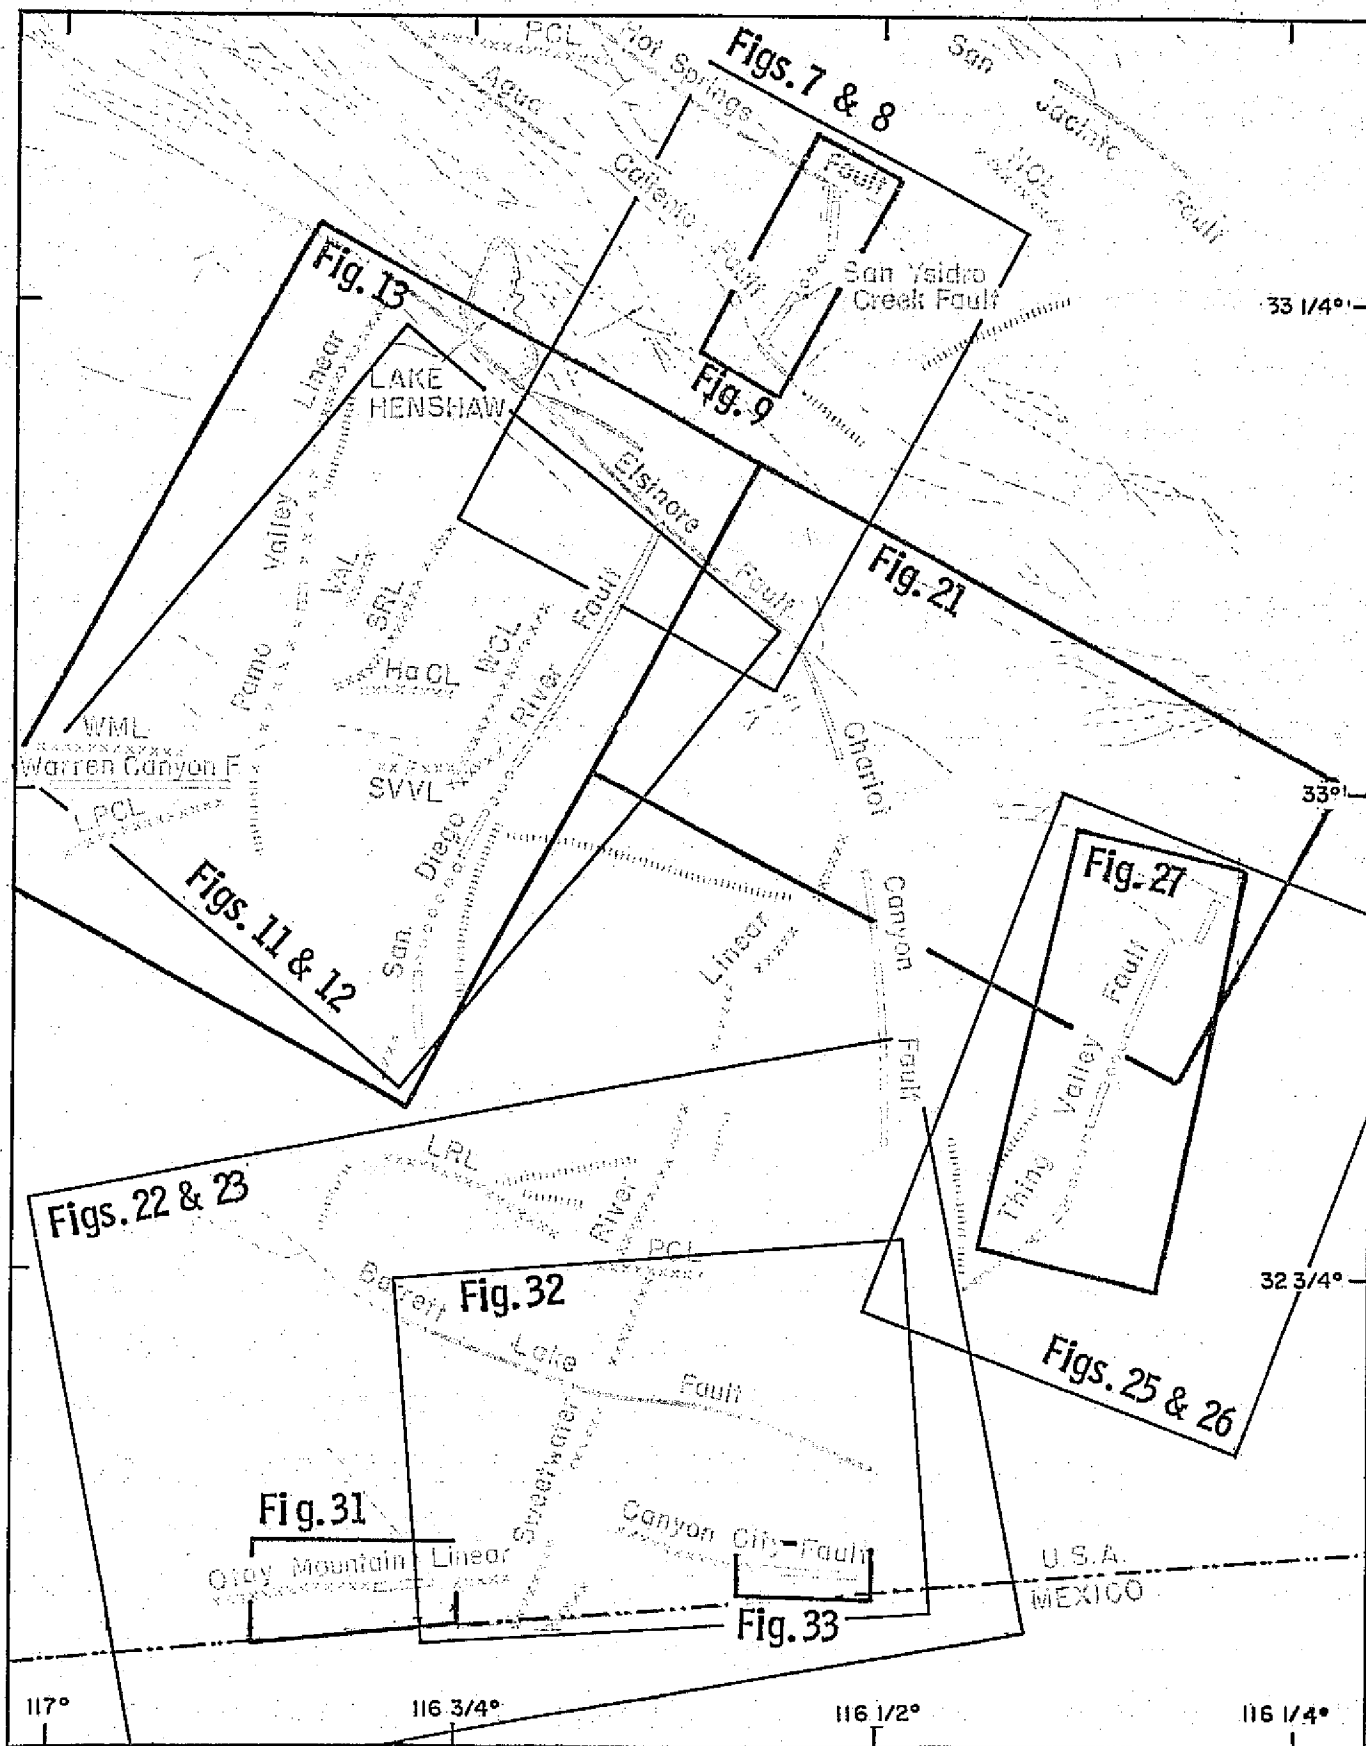 PCL
Hot Springs Fault
Agua Caliente Fault
Figs. 7 & 8
San Jacinto Fault
San Ysidro
Creek Fault
33 1/4°
Fig. 13
Fig. 9
LAKE
HENSHAW
Pamo Valley Linear
Elsinore Fault
Fig. 21
VAL
SRL
HaCL
WCL
San Diego River Fault
WML
Warren Canyon F
LPCL
SVVL
Figs. 11 & 12
Chariot Canyon Fault
33°
Fig. 27
Thing Valley Fault
Sweetwater River Linear
LRL
Figs. 22 & 23
PCL
Barrett Lake Fault
Fig. 32
32 3/4°
Figs. 25 & 26
Fig. 31
Otay Mountain Linear
Canyon City Fault
U.S.A.
MEXICO
Fig. 33
117°
116 3/4°
116 1/2°
116 1/4°